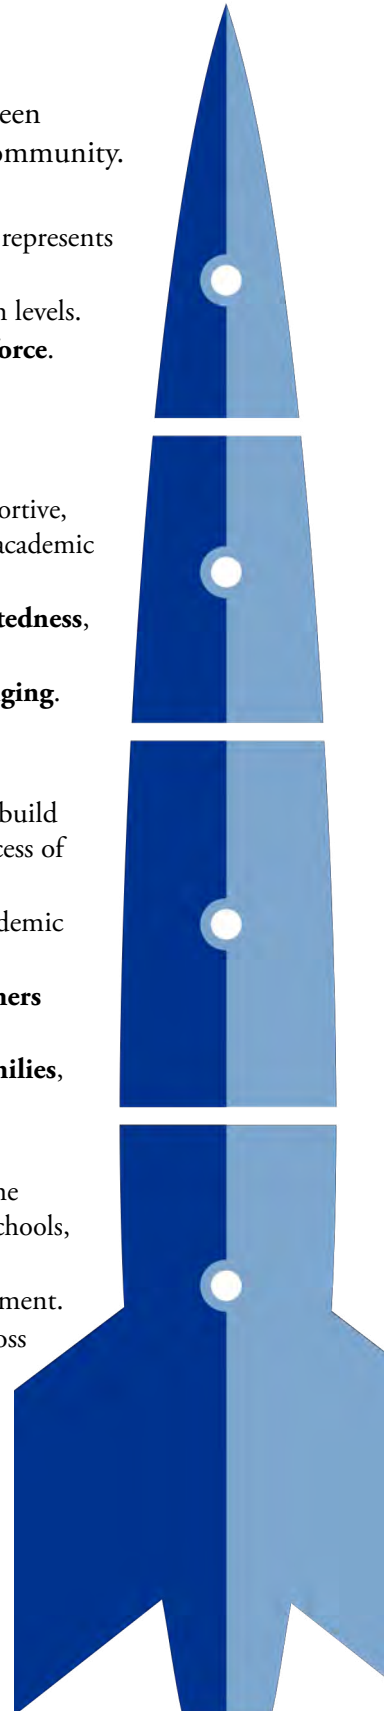 een
ommunity.
represents
n levels.
orce.
ortive,
academic
tedness,
ging.
build
cess of
demic
ners
nilies,
ne
chools,
ment.
oss